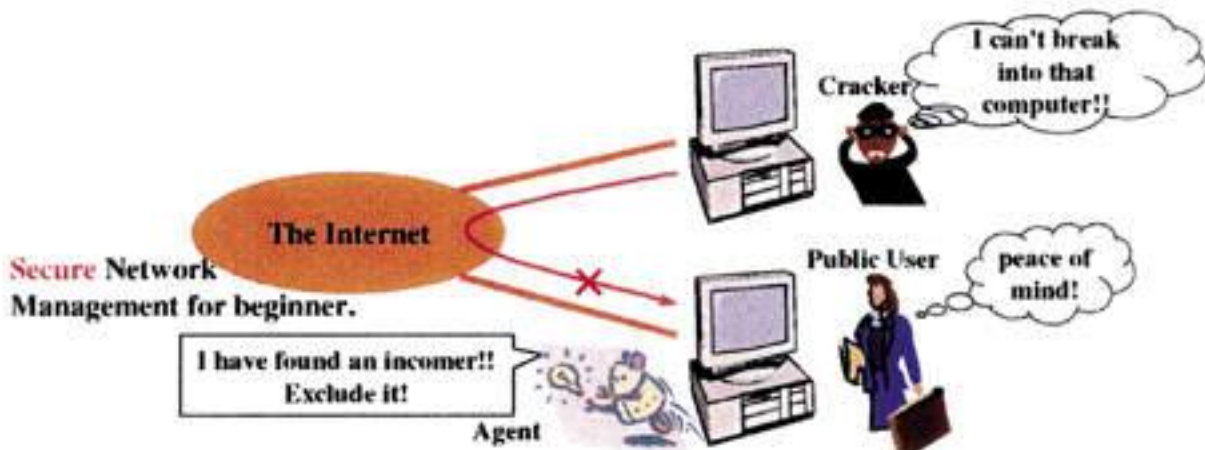 I can't break
into that
computer!!
Cracker
The Internet
Secure Network
Management for beginner.
Public User
peace of
mind!
I have found an incomer!!
Exclude it!
Agent